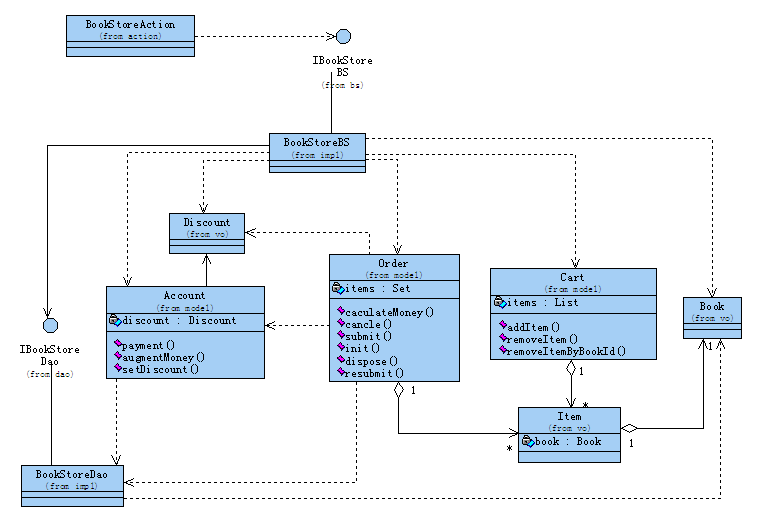 BookStoreAction
(from action)
IBookStore
BS
(from bs)
BookStoreBS
(from impl)
Discount
(from vo)
Order
(from model)
items : Set
caculateMoney()
cancle()
submit()
init()
dispose()
resubmit()
Cart
(from model)
items : List
addItem()
removeItem()
removeItemByBookId()
Account
(from model)
discount : Discount
payment()
augmentMoney()
setDiscount()
Book
(from vo)
1
IBookStore
Dao
(from dao)
1
1
*
Item
(from vo)
book : Book
*
1
BookStoreDao
(from impl)